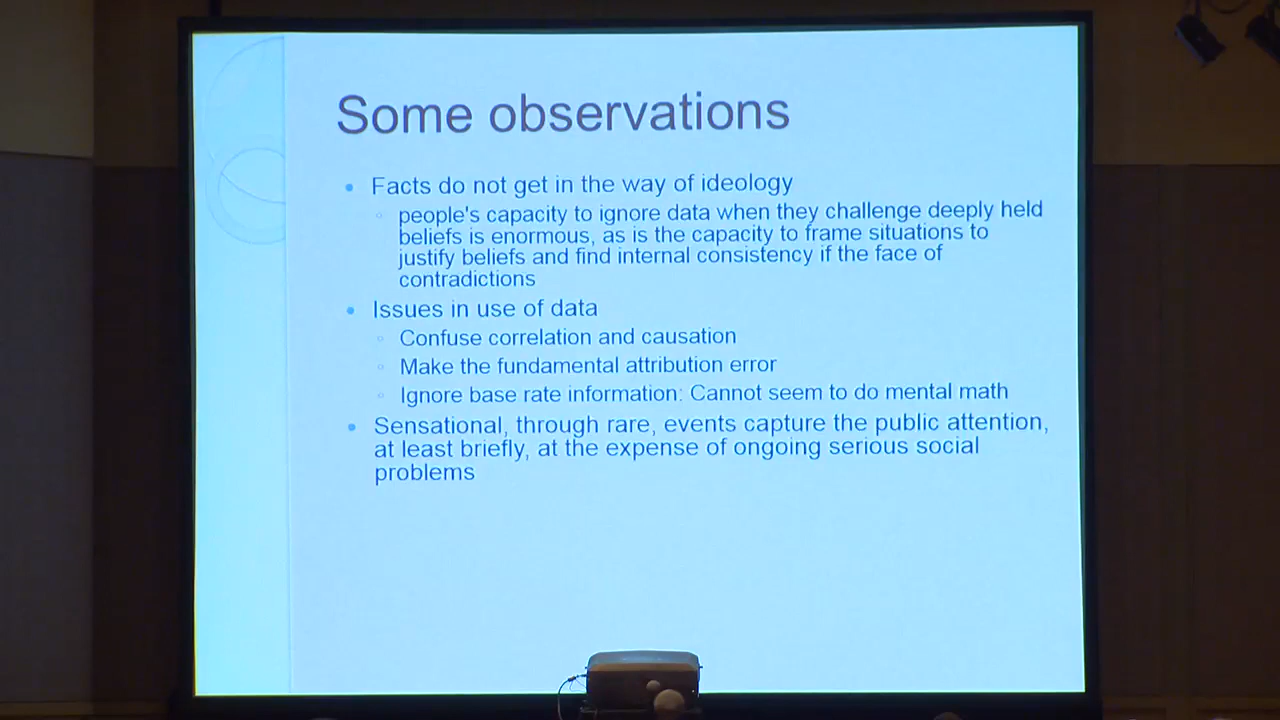 Some observations
Facts do not get in the way of ideology
people's capacity to ignore data when they challenge deeply held
beliefs is enormous, as is the capacity to frame situations to
justify beliefs and find internal consistency if the face of
contradictions
Issues in use of data
Confuse correlation and causation
Make the fundamental attribution error
Ignore base rate information: Cannot seem to do mental math
Sensational, through rare, events capture the public attention,
at least briefly, at the expense of ongoing serious social
problems